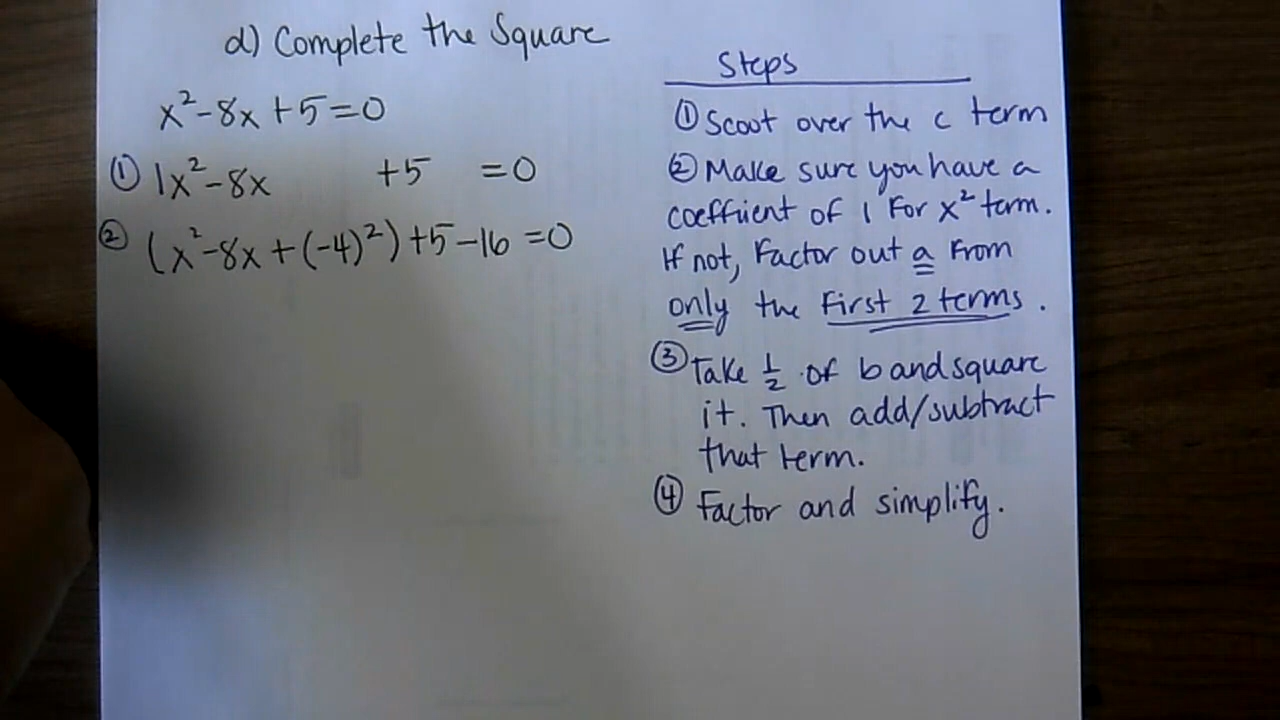 d) Complete the Square
x²-8x+5=0
① 1x²-8x +5 =0
② (x²-8x+(-4)²)+5-16=0
Steps
① Scoot over the c term
② Make sure you have a
coeffient of 1 for x² term.
If not, Factor out a from
only the first 2 terms.
③ Take 1/2 of b and square
it. Then add/subtract
that term.
④ Factor and simplify.